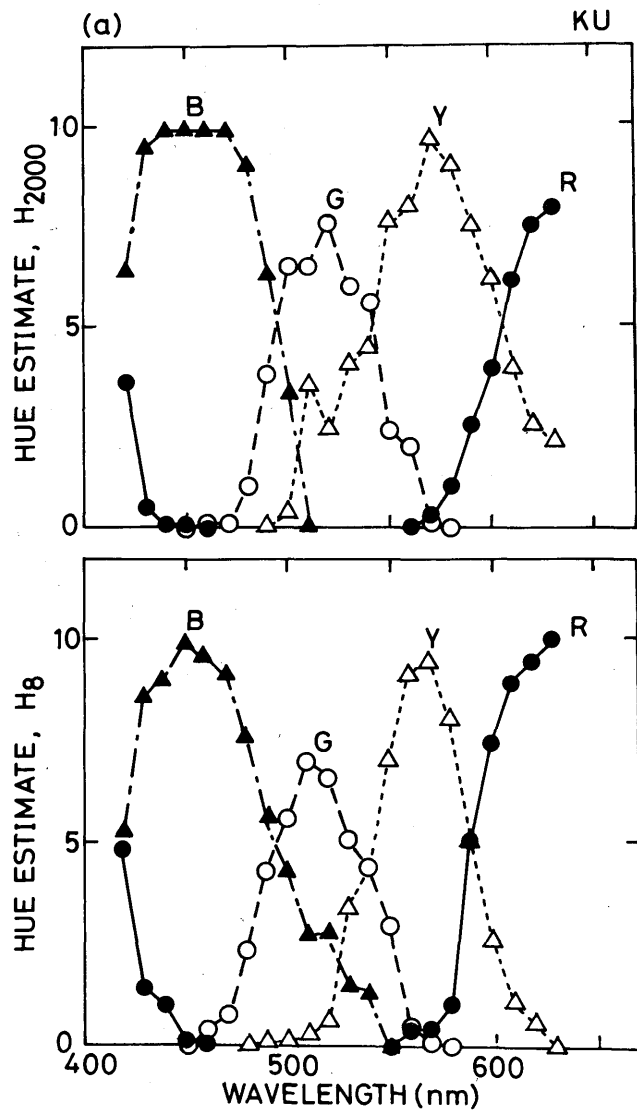 (a) KU
HUE ESTIMATE, H2000
10
5
0
B
G
Y
R
HUE ESTIMATE, H8
10
5
0
B
G
Y
R
400 500 600
WAVELENGTH (nm)